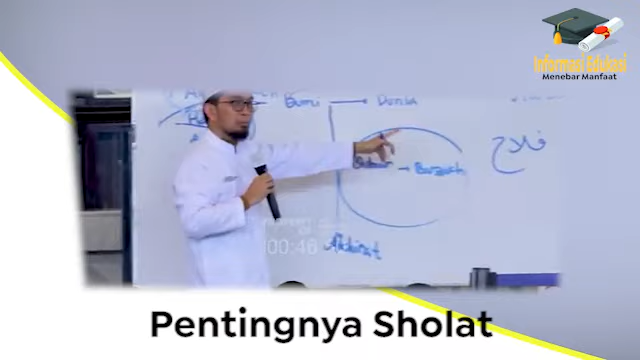 Informasi Edukasi
Menebar Manfaat
Bumi → Dunia
→ Barzakh
فلاح
00:46
Akhirat
Pentingnya Sholat